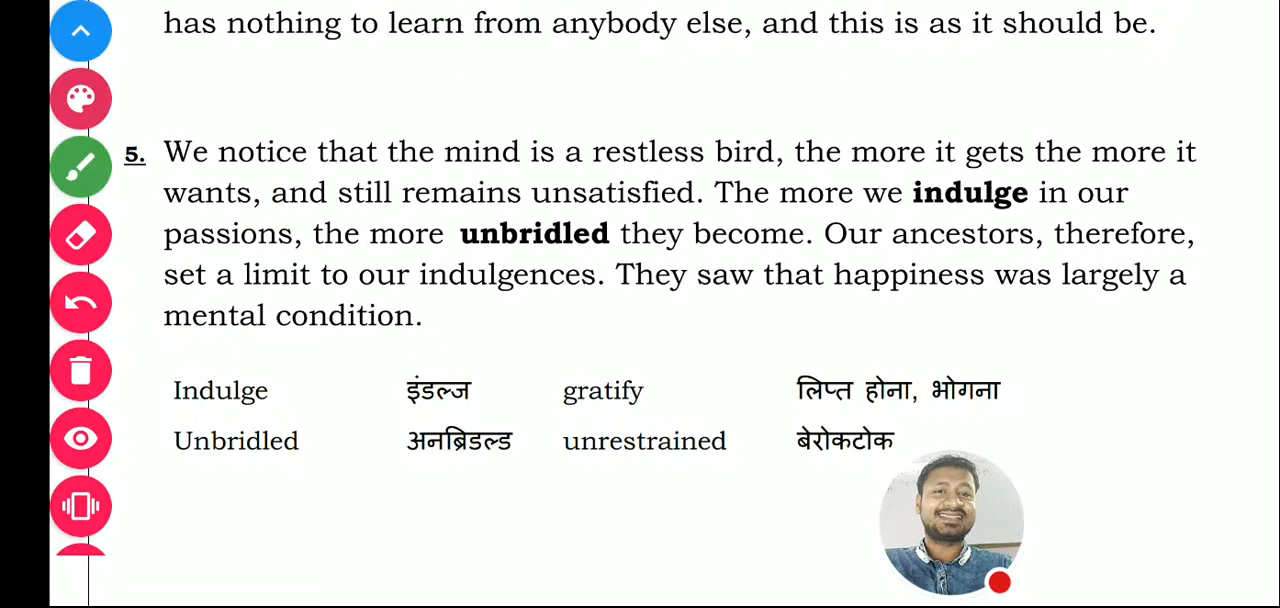 has nothing to learn from anybody else, and this is as it should be.
5. We notice that the mind is a restless bird, the more it gets the more it
wants, and still remains unsatisfied. The more we indulge in our
passions, the more unbridled they become. Our ancestors, therefore,
set a limit to our indulgences. They saw that happiness was largely a
mental condition.
Indulge इंडल्ज gratify लिप्त होना, भोगना
Unbridled अनब्रिडल्ड unrestrained बेरोकटोक